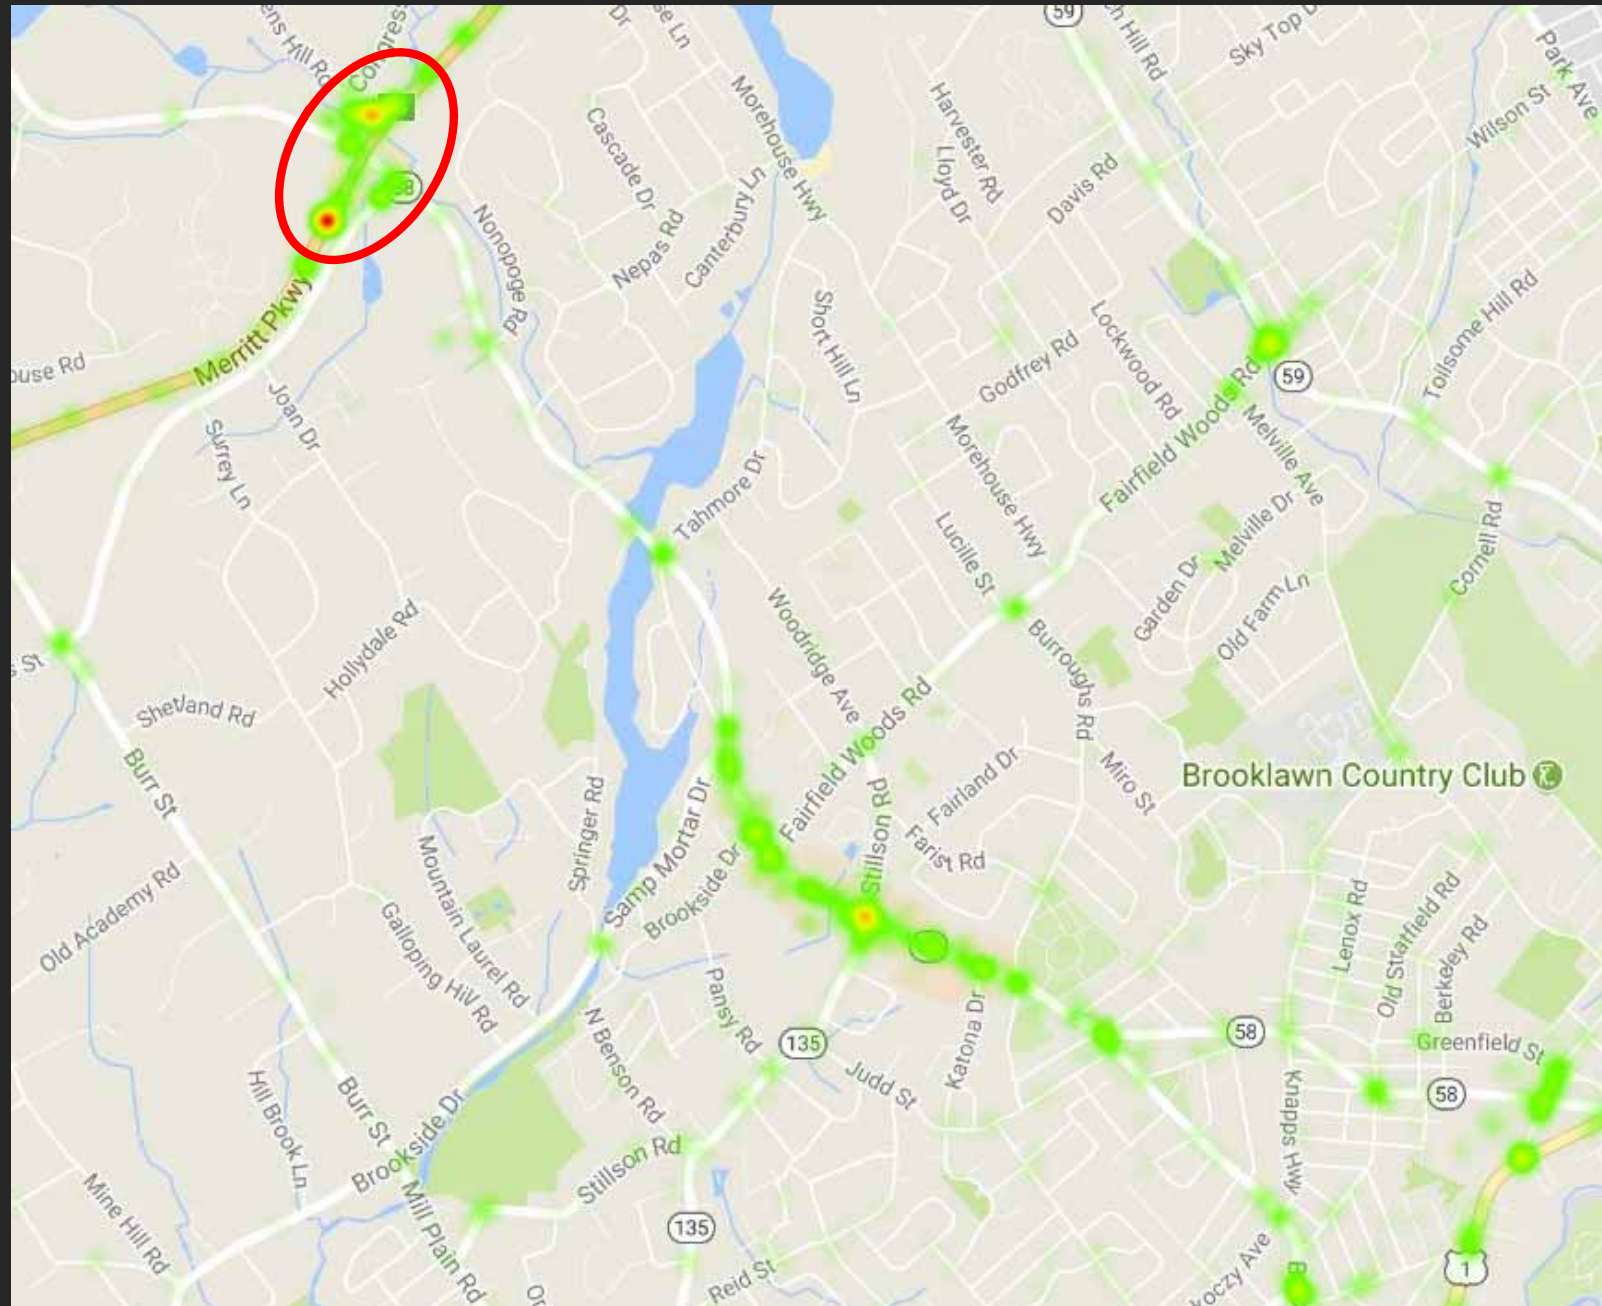 59
Dr
Sky Top D
Park Ave
Congress
Morehouse Hwy
Harvester Rd
Wilson St
Cascade Dr
Lloyd Dr
Davis Rd
Canterbury Ln
Nepas Rd
Nonopoge Rd
Merritt Pkwy
Short Hill Ln
Lockwood Rd
Toilsome Hill Rd
Godfrey Rd
59
Joan Dr
Surrey Ln
Fairfield Woods Rd
Melville Ave
Morehouse Hwy
Tahmore Dr
Melville Dr
Lucille St
Cornell Rd
Garden Dr
Old Farm Ln
Woodridge Ave
Hollydale Rd
Burroughs Rd
s St
Shetland Rd
Fairfield Woods Rd
Burr St
Miro St
Brooklawn Country Club
Fairland Dr
Springer Rd
Samp Mortar Dr
Stillson Rd
Farist Rd
Brookside Dr
Mountain Laurel Rd
Old Academy Rd
Galloping Hill Rd
Lenox Rd
Old Stratfield Rd
Berkeley Rd
Pansy Rd
N Benson Rd
Katona Dr
135
58
Greenfield St
Judd St
58
Hill Brook Ln
Burr St
Brookside Dr
Knapps Hwy
Stillson Rd
Mine Hill Rd
Mill Plain Rd
135
Reid St
koczy Ave
1